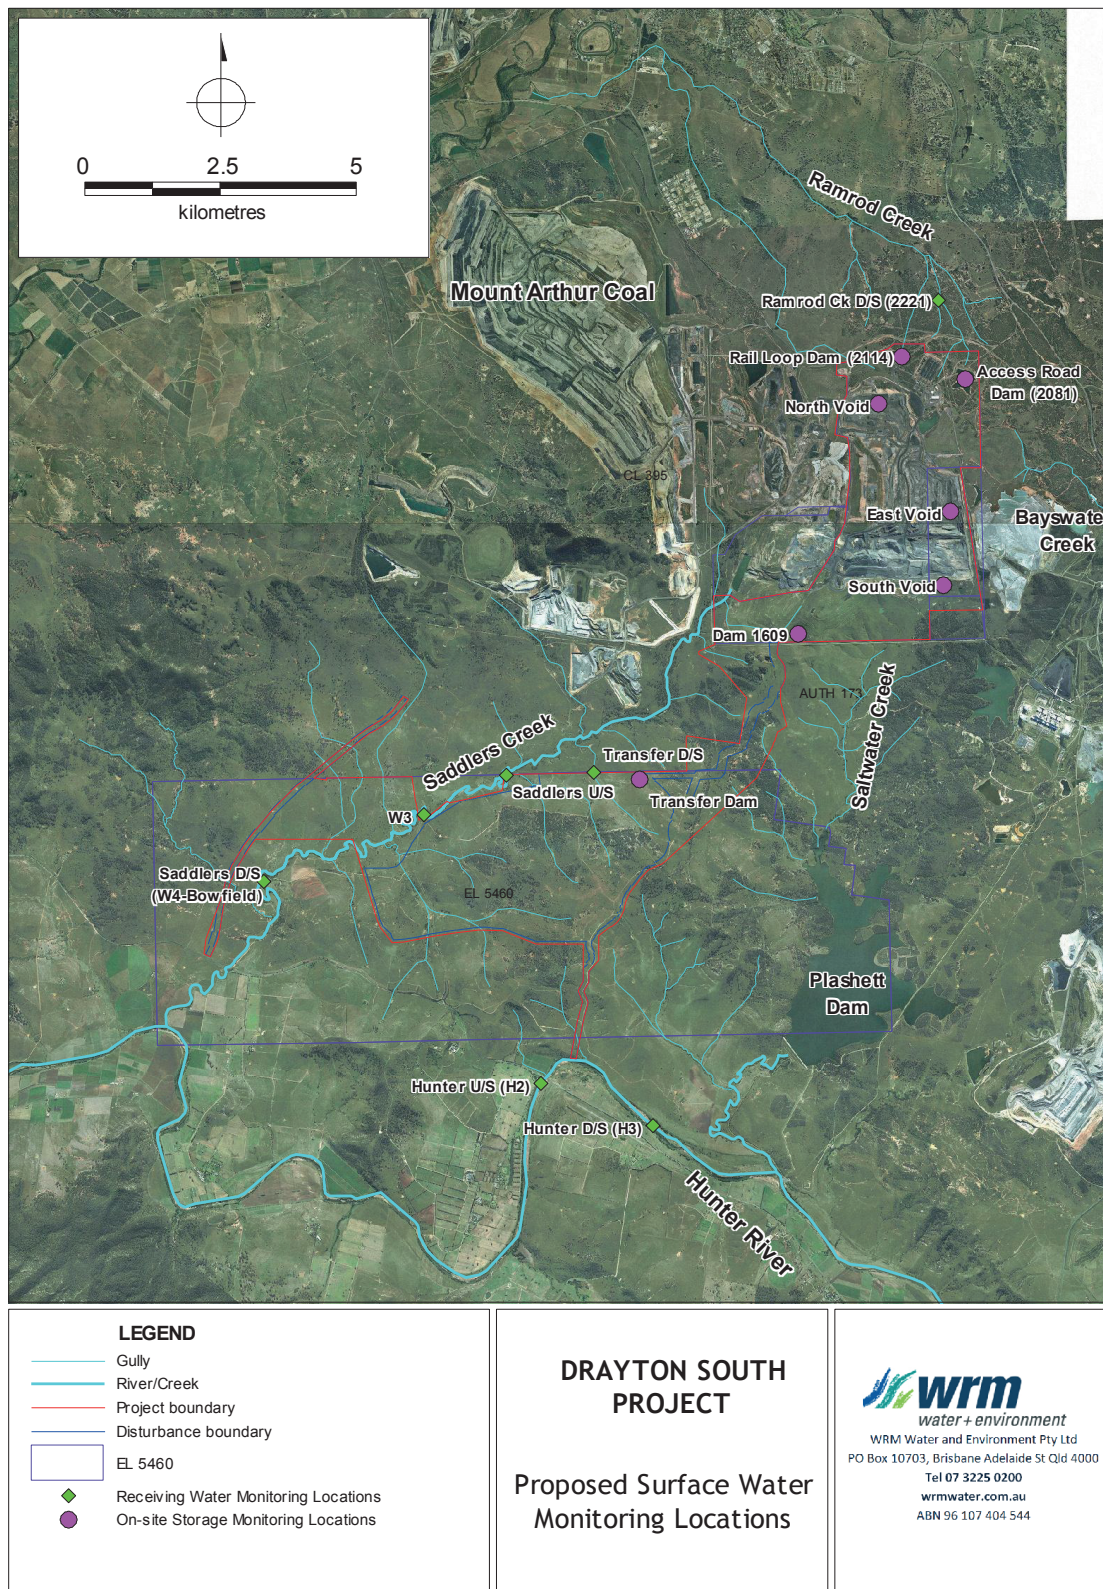 0 2.5 5
kilometres
Ramrod Creek
Mount Arthur Coal
Ramrod Ck D/S (2221)
Rail Loop Dam (2114)
Access Road
Dam (2081)
North Void
CL 395
East Void
Bayswate
Creek
South Void
Dam 1609
AUTH 173
Saltwater Creek
Saddlers Creek
Transfer D/S
Saddlers U/S
Transfer Dam
W3
Saddlers D/S
(W4-Bowfield)
EL 5460
Plashett
Dam
Hunter U/S (H2)
Hunter D/S (H3)
Hunter River
LEGEND
Gully
River/Creek
Project boundary
Disturbance boundary
EL 5460
Receiving Water Monitoring Locations
On-site Storage Monitoring Locations
DRAYTON SOUTH
PROJECT
Proposed Surface Water
Monitoring Locations
wrm
water + environment
WRM Water and Environment Pty Ltd
PO Box 10703, Brisbane Adelaide St Qld 4000
Tel 07 3225 0200
wrmwater.com.au
ABN 96 107 404 544